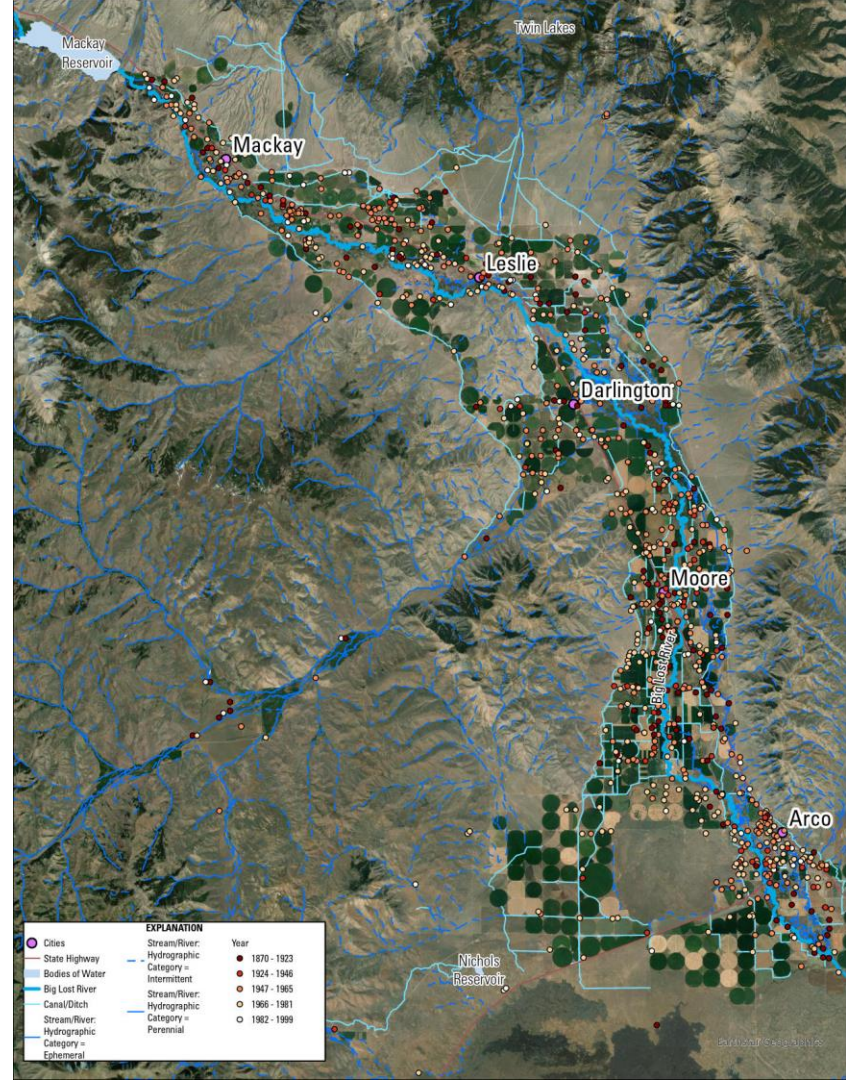 Twin Lakes
Mackay
Reservoir
Mackay
Leslie
Darlington
Moore
Big Lost River
Arco
Nichols
Reservoir
EXPLANATION
Cities
State Highway
Bodies of Water
Big Lost River
Canal/Ditch
Stream/River:
Hydrographic
Category =
Ephemeral
Stream/River:
Hydrographic
Category =
Intermittent
Stream/River:
Hydrographic
Category =
Perennial
Year
1870 - 1923
1924 - 1946
1947 - 1965
1966 - 1981
1982 - 1999
Earthstar Geographics